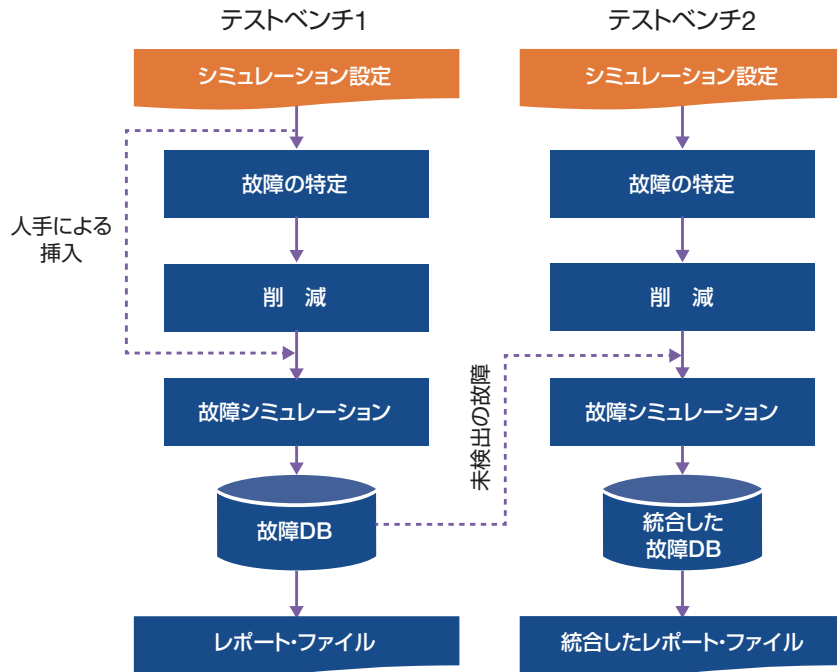 テストベンチ1
シミュレーション設定
故障の特定
人手による
挿入
削　減
故障シミュレーション
故障DB
レポート・ファイル
未検出の故障
テストベンチ2
シミュレーション設定
故障の特定
削　減
故障シミュレーション
統合した
故障DB
統合したレポート・ファイル